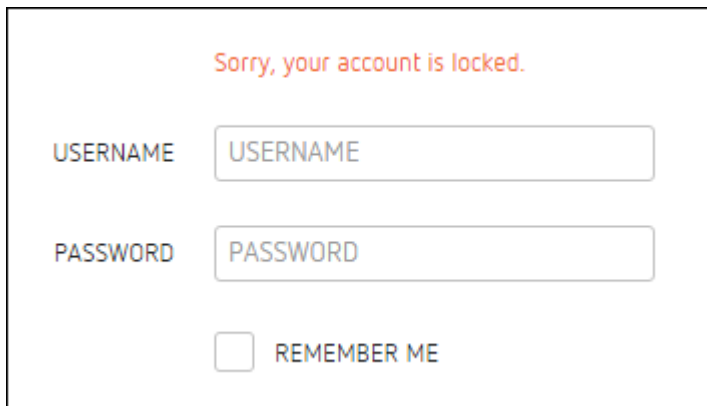 Sorry, your account is locked.
USERNAME USERNAME
PASSWORD PASSWORD
REMEMBER ME